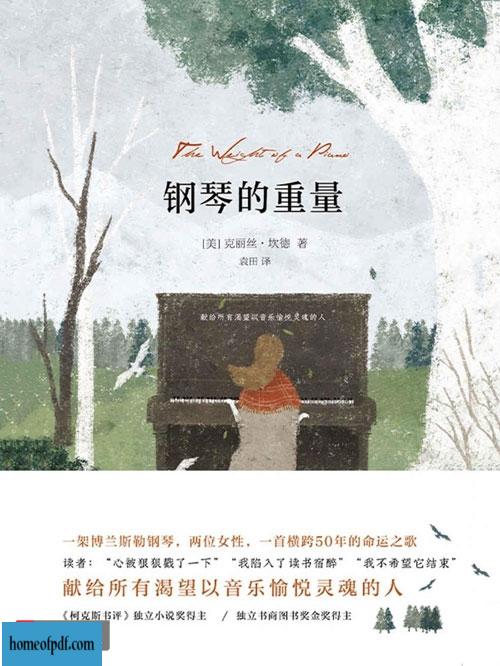 The Weight of a Piano
钢琴的重量
[美] 克丽丝·坎德 著
袁田 译
献给所有渴望以音乐愉悦灵魂的人
一架博兰斯勒钢琴，两位女性，一首横跨50年的命运之歌
读者：“心被狠狠戳了一下” “我陷入了读书宿醉” “我不希望它结束”
献给所有渴望以音乐愉悦灵魂的人
《柯克斯书评》独立小说奖得主 / 独立书商图书奖金奖得主
homeofpdf.com